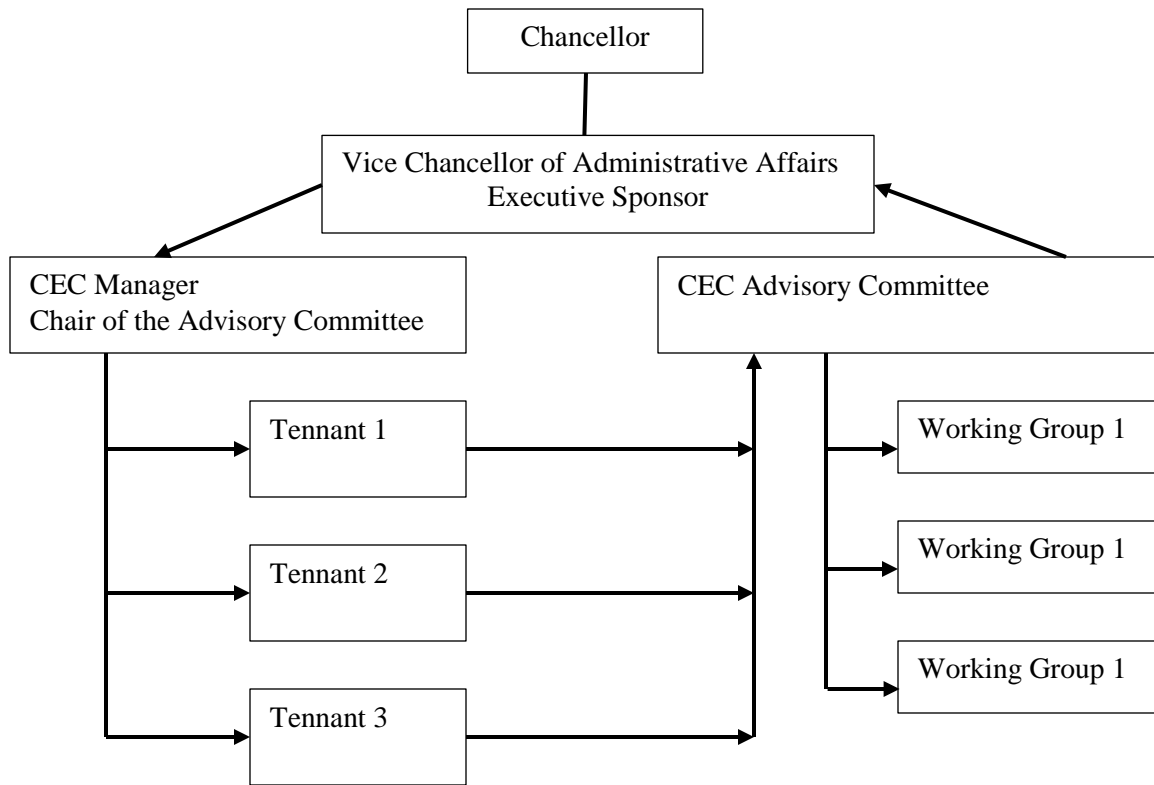 Chancellor
Vice Chancellor of Administrative Affairs
Executive Sponsor
CEC Manager
Chair of the Advisory Committee
CEC Advisory Committee
Tennant 1
Working Group 1
Tennant 2
Working Group 1
Tennant 3
Working Group 1